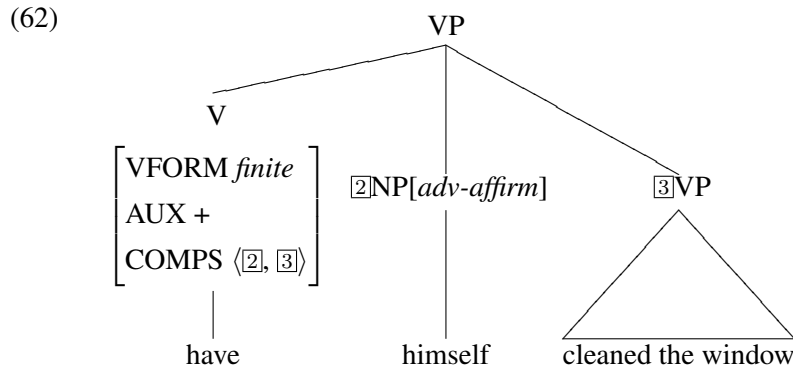 (62)
VP
V
VFORM finite
AUX +
COMPS ⟨2, 3⟩
2NP[adv-affirm]
3VP
have himself cleaned the window